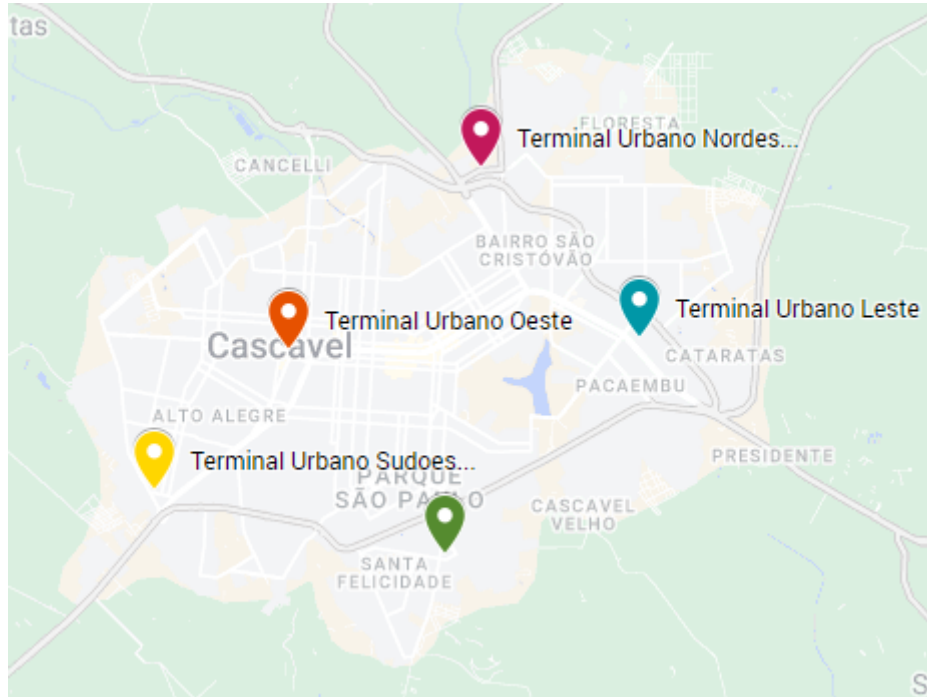 tas
FLORESTA
Terminal Urbano Nordes...
CANCELLI
BAIRRO SÃO
CRISTÓVÃO
Terminal Urbano Leste
Terminal Urbano Oeste
Cascavel
CATARATAS
PACAEMBU
ALTO ALEGRE
PRESIDENTE
Terminal Urbano Sudoes...
PARQUE
SÃO PAULO
CASCAVEL
VELHO
SANTA
FELICIDADE
S